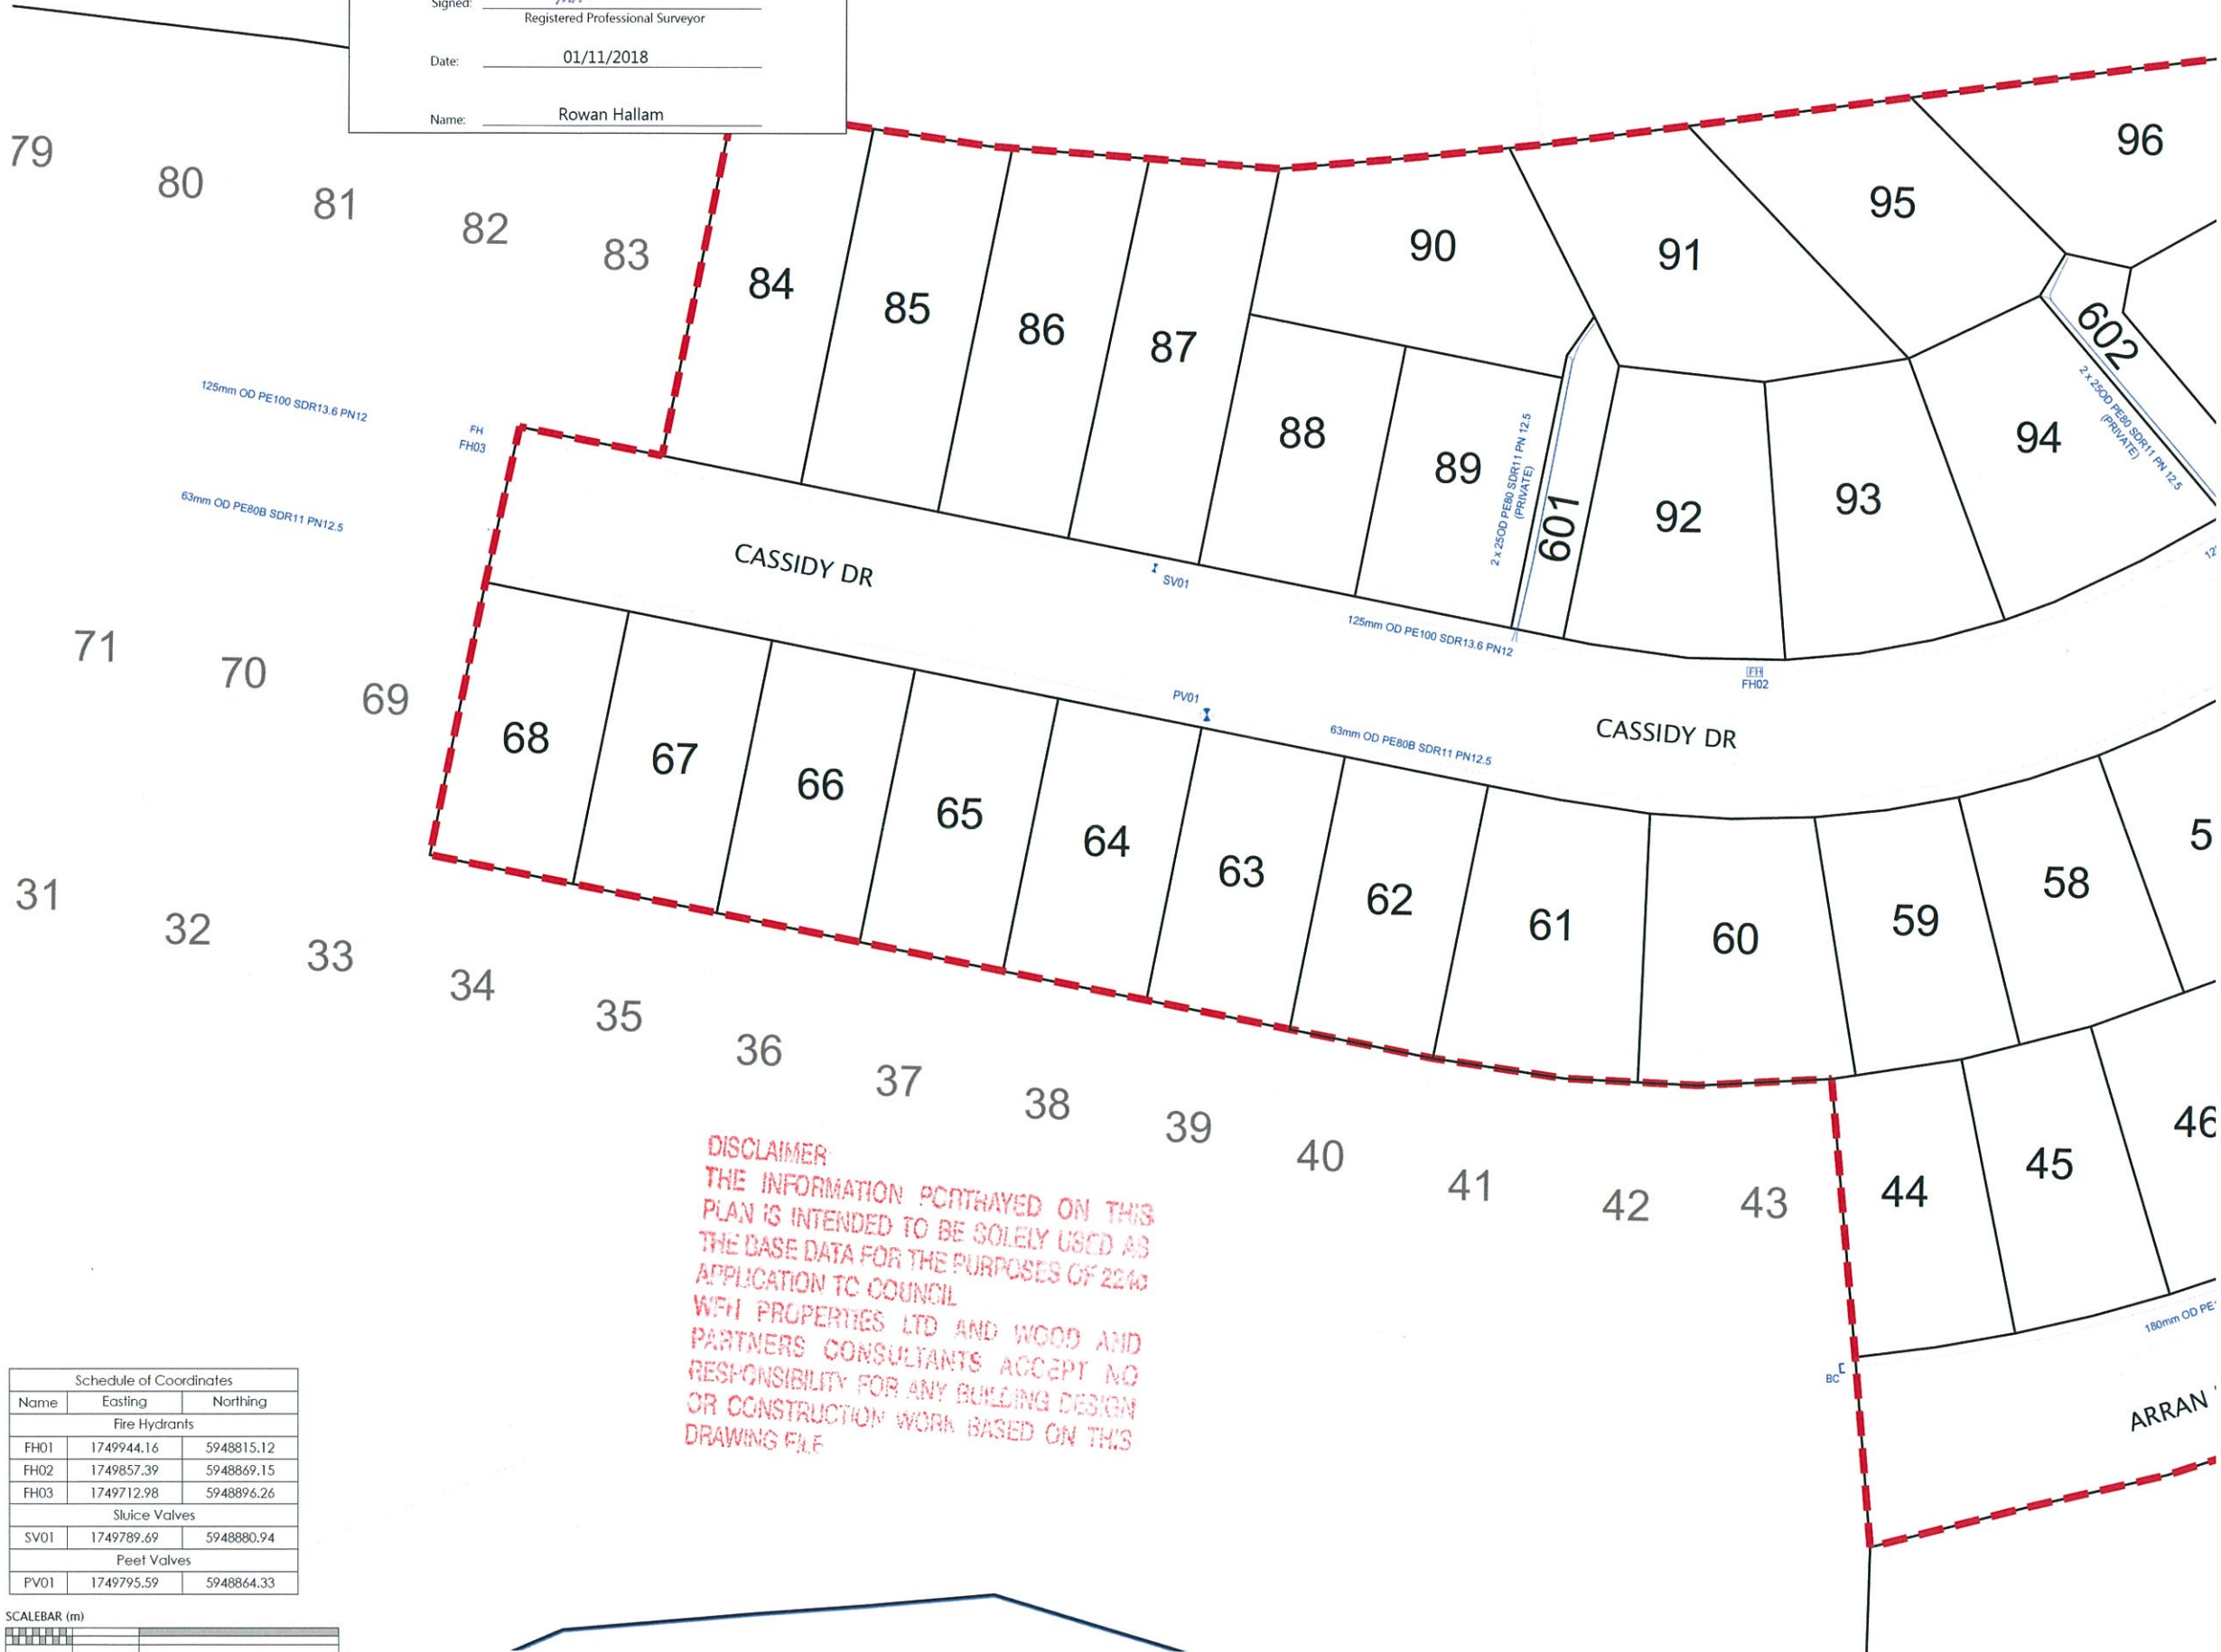 Signed:
Registered Professional Surveyor
Date: 01/11/2018
Name: Rowan Hallam
79
80
81
82
83
84
85
86
87
88
89
90
91
92
93
94
95
96
601
602
125mm OD PE100 SDR13.6 PN12
FH
FH03
63mm OD PE80B SDR11 PN12.5
2 x 25OD PE80 SDR11 PN 12.5
(PRIVATE)
2 x 25OD PE80 SDR11 PN 12.5
(PRIVATE)
CASSIDY DR
SV01
125mm OD PE100 SDR13.6 PN12
FH
FH02
PV01
63mm OD PE80B SDR11 PN12.5
CASSIDY DR
71
70
69
68
67
66
65
64
63
62
61
60
59
58
5
31
32
33
34
35
36
37
38
39
40
41
42
43
44
45
46
180mm OD PE
BC
ARRAN
DISCLAIMER
THE INFORMATION PORTRAYED ON THIS
PLAN IS INTENDED TO BE SOLELY USED AS
THE BASE DATA FOR THE PURPOSES OF
APPLICATION TO COUNCIL
WFH PROPERTIES LTD AND WOOD AND
PARTNERS CONSULTANTS ACCEPT NO
RESPONSIBILITY FOR ANY BUILDING DESIGN
OR CONSTRUCTION WORK BASED ON THIS
DRAWING FILE
Schedule of Coordinates
Name Easting Northing
Fire Hydrants
FH01 1749944.16 5948815.12
FH02 1749857.39 5948869.15
FH03 1749712.98 5948896.26
Sluice Valves
SV01 1749789.69 5948880.94
Peet Valves
PV01 1749795.59 5948864.33
SCALEBAR (m)